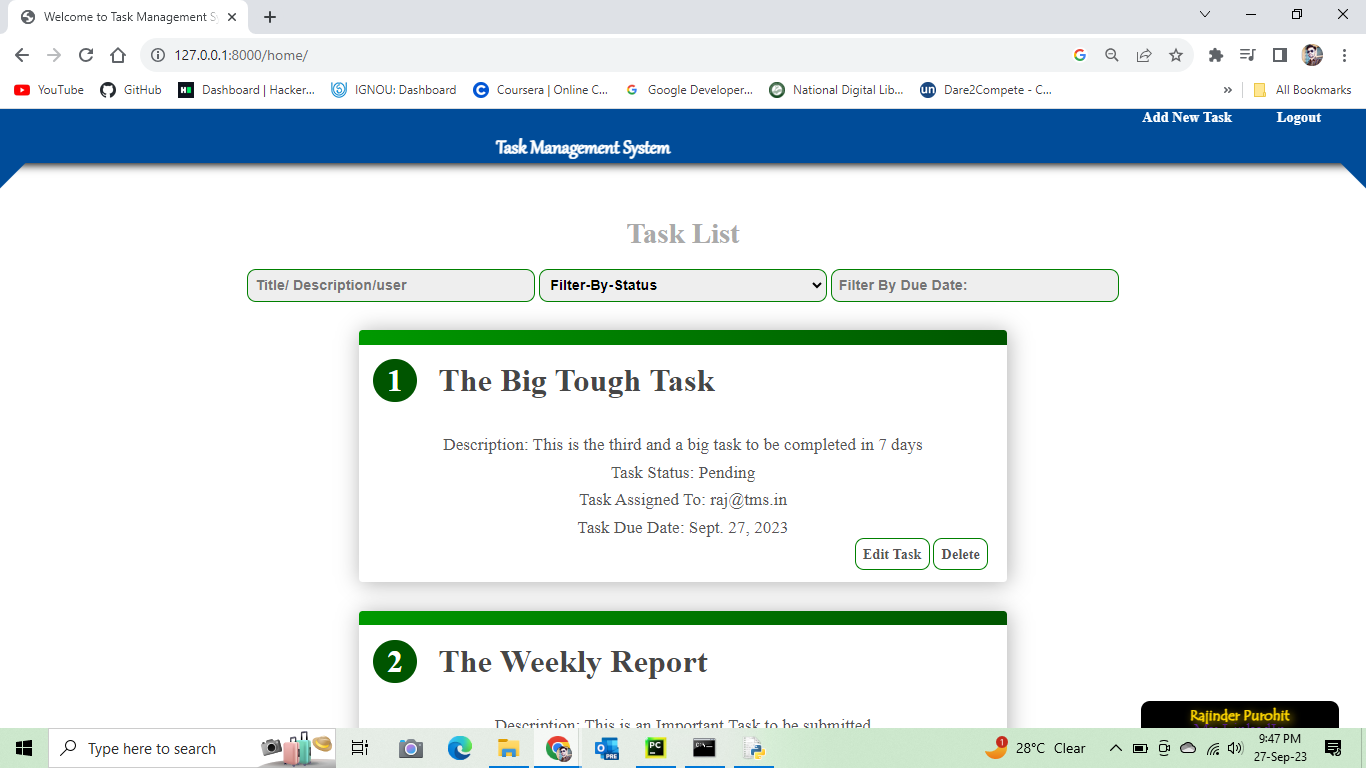 Welcome to Task Management S
127.0.0.1:8000/home/
YouTube GitHub Dashboard | Hacker... IGNOU: Dashboard Coursera | Online C... Google Developer... National Digital Lib... Dare2Compete - C... » All Bookmarks
Add New Task Logout
Task Management System
Task List
Title/ Description/user Filter-By-Status Filter By Due Date:
1 The Big Tough Task
Description: This is the third and a big task to be completed in 7 days
Task Status: Pending
Task Assigned To: raj@tms.in
Task Due Date: Sept. 27, 2023
Edit Task Delete
2 The Weekly Report
Description: This is an Important Task to be submitted
Rajinder Purohit
Type here to search
28°C Clear
9:47 PM
27-Sep-23